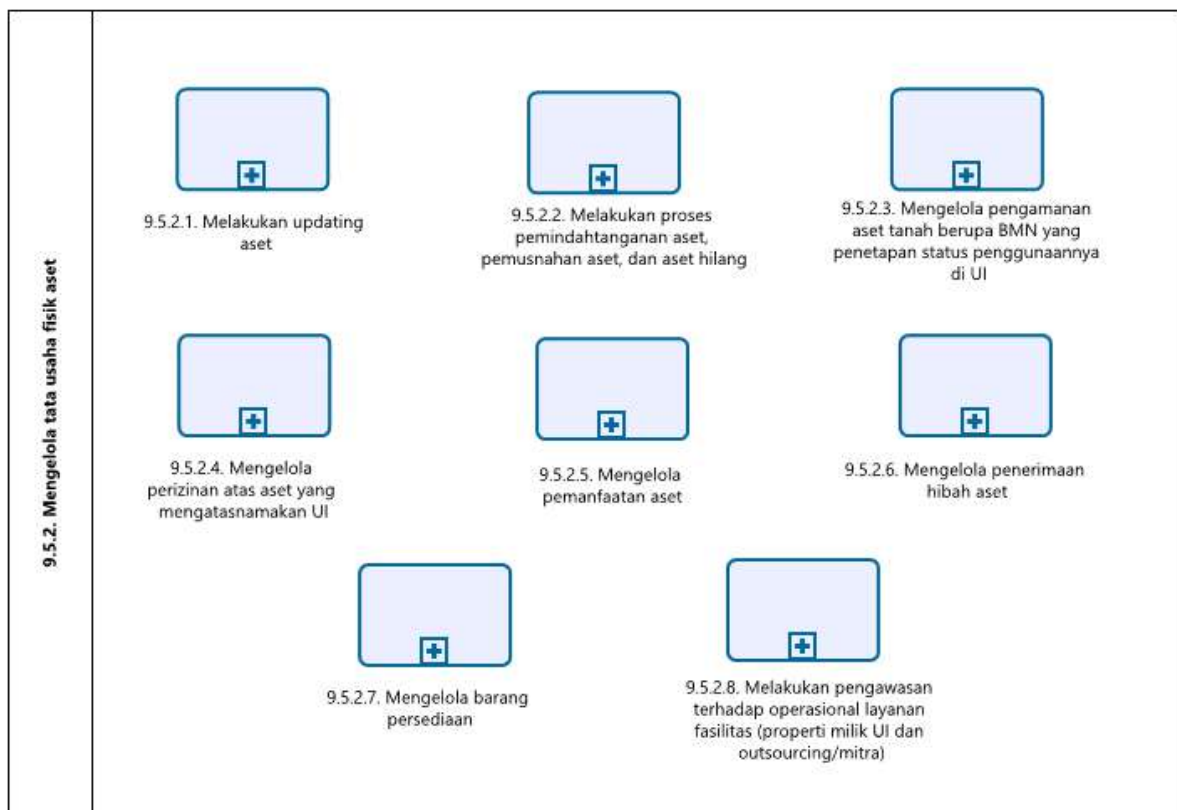 9.5.2. Mengelola tata usaha fisik aset
9.5.2.1. Melakukan updating
aset
9.5.2.2. Melakukan proses
pemindahtanganan aset,
pemusnahan aset, dan aset hilang
9.5.2.3. Mengelola pengamanan
aset tanah berupa BMN yang
penetapan status penggunaannya
di UI
9.5.2.4. Mengelola
perizinan atas aset yang
mengatasnamakan UI
9.5.2.5. Mengelola
pemanfaatan aset
9.5.2.6. Mengelola penerimaan
hibah aset
9.5.2.7. Mengelola barang
persediaan
9.5.2.8. Melakukan pengawasan
terhadap operasional layanan
fasilitas (properti milik UI dan
outsourcing/mitra)